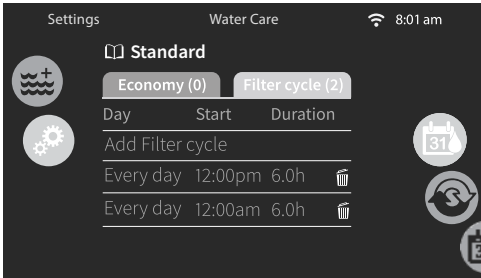 Settings Water Care 8:01 am
Standard
Economy (0) Filter cycle (2)
Day Start Duration
Add Filter cycle
Every day 12:00pm 6.0h
31
Every day 12:00am 6.0h